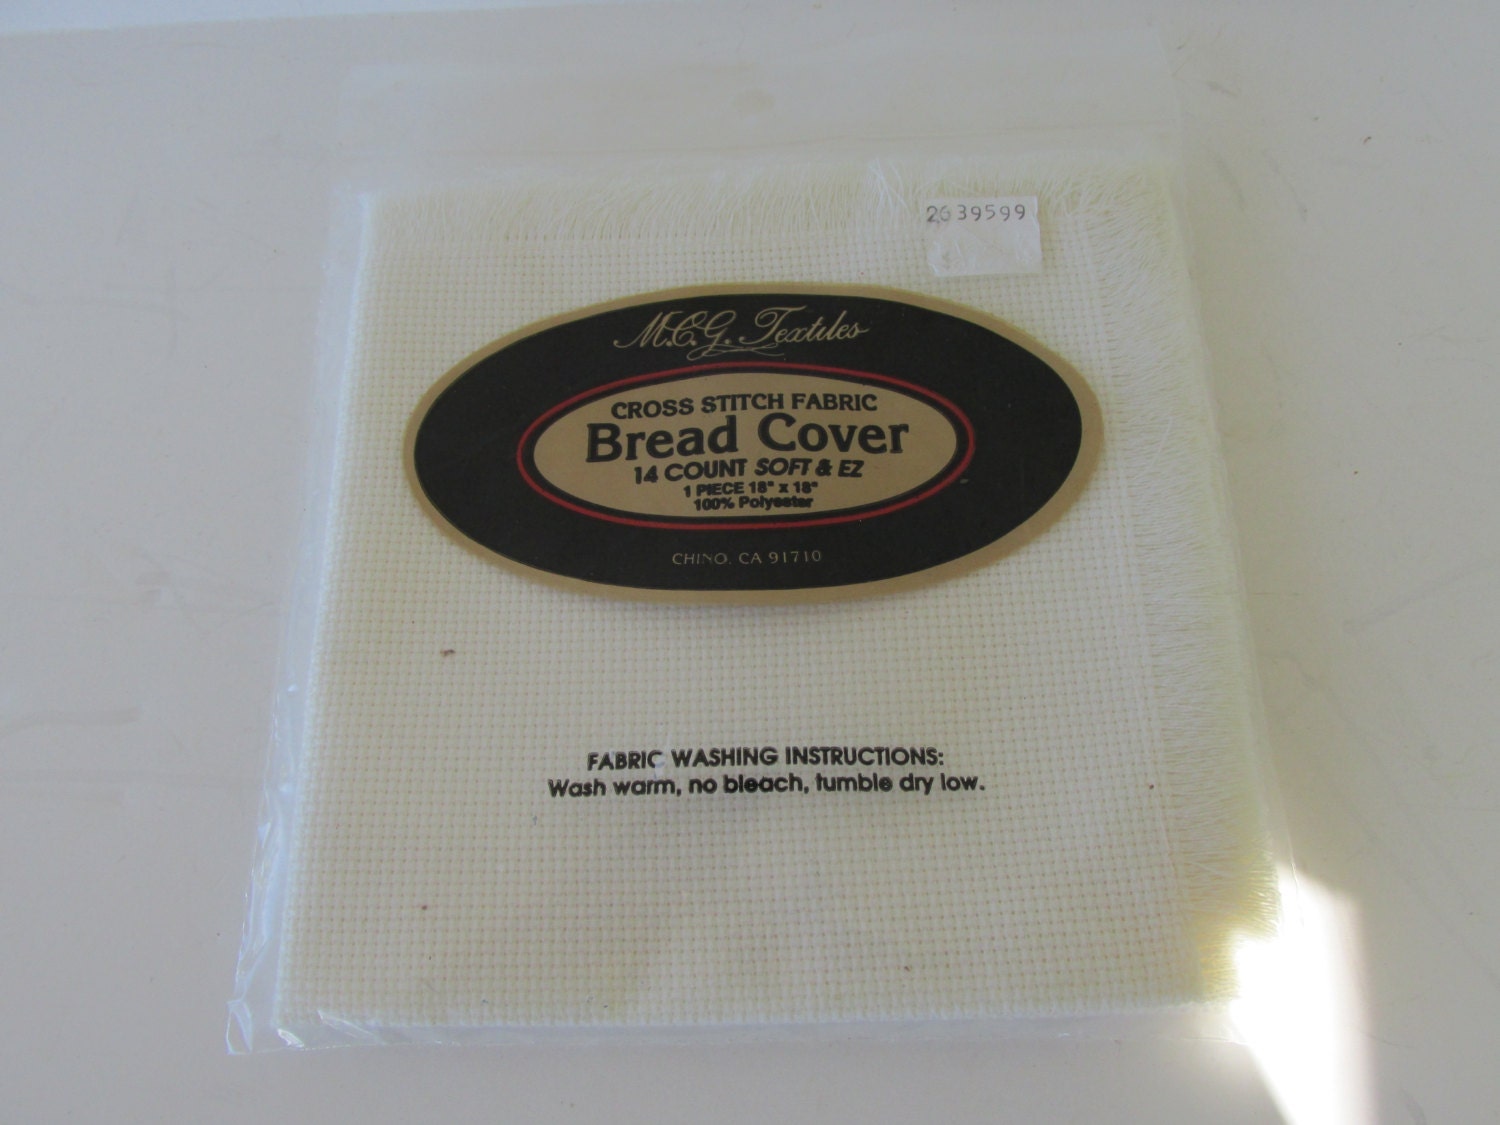 2639599
M.C.G. Textiles
CROSS STITCH FABRIC
Bread Cover
14 COUNT SOFT & EZ
1 PIECE 18" x 18"
100% Polyester
CHINO, CA 91710
FABRIC WASHING INSTRUCTIONS:
Wash warm, no bleach, tumble dry low.